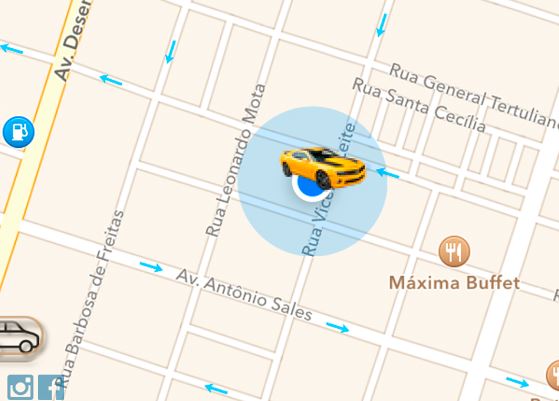 Av. Desem
Rua General Tertuliano
Rua Santa Cecília
Rua Leonardo Mota
Rua Vice Leite
Máxima Buffet
Rua Barbosa de Freitas
Av. Antônio Sales